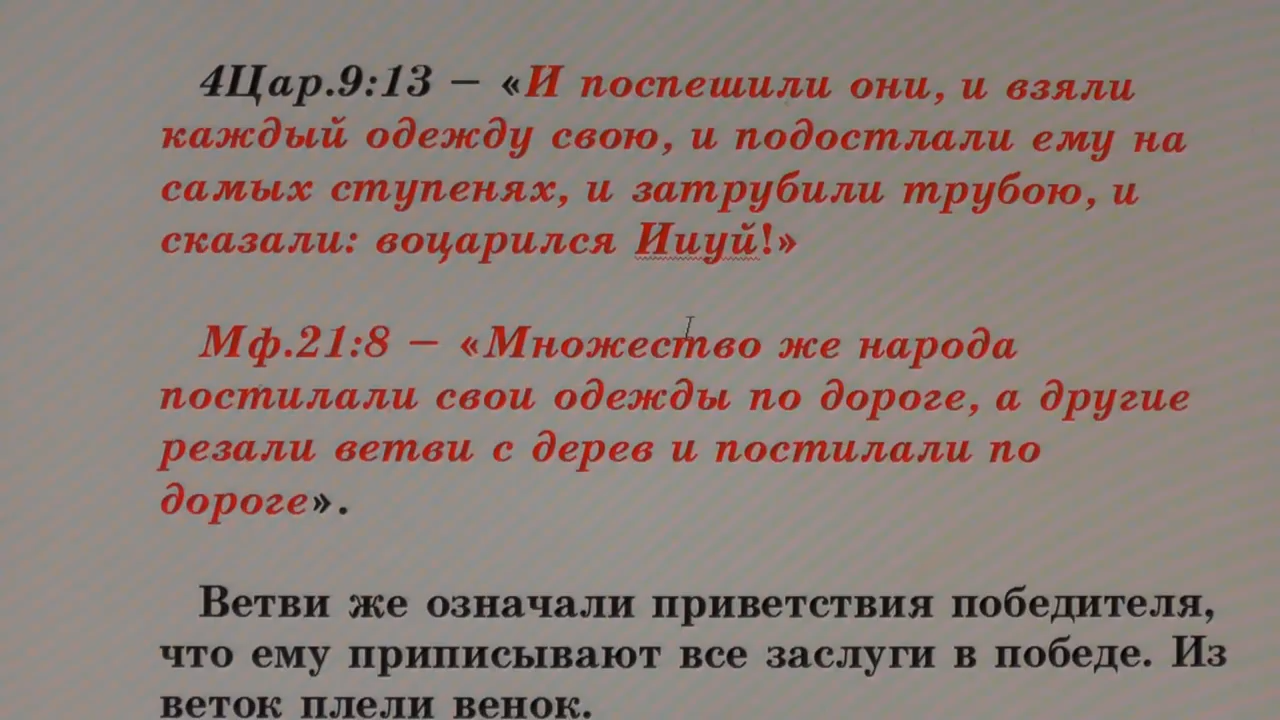 4Цар.9:13 – «И поспешили они, и взяли
каждый одежду свою, и подостлали ему на
самых ступенях, и затрубили трубою, и
сказали: воцарился Ииуй!»
Мф.21:8 – «Множество же народа
постилали свои одежды по дороге, а другие
резали ветви с дерев и постилали по
дороге».
Ветви же означали приветствия победителя,
что ему приписывают все заслуги в победе. Из
веток плели венок.